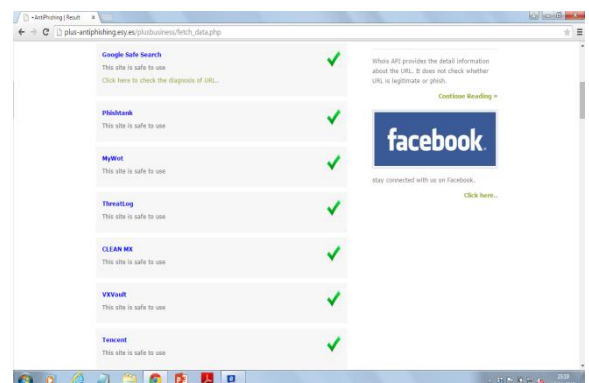 +AntiPhishing | Result
plus-antiphishing.esy.es/plusbusiness/fetch_data.php
Google Safe Search
This site is safe to use
Click here to check the diagnosis of URL..
Phishtank
This site is safe to use
MyWot
This site is safe to use
ThreatLog
This site is safe to use
CLEAN MX
This site is safe to use
VXVault
This site is safe to use
Tencent
This site is safe to use
Whois API provides the detail information
about the URL. It does not check whether
URL is legitimate or phish.
Continue Reading »
facebook
stay connected with us on Facebook.
Click here..